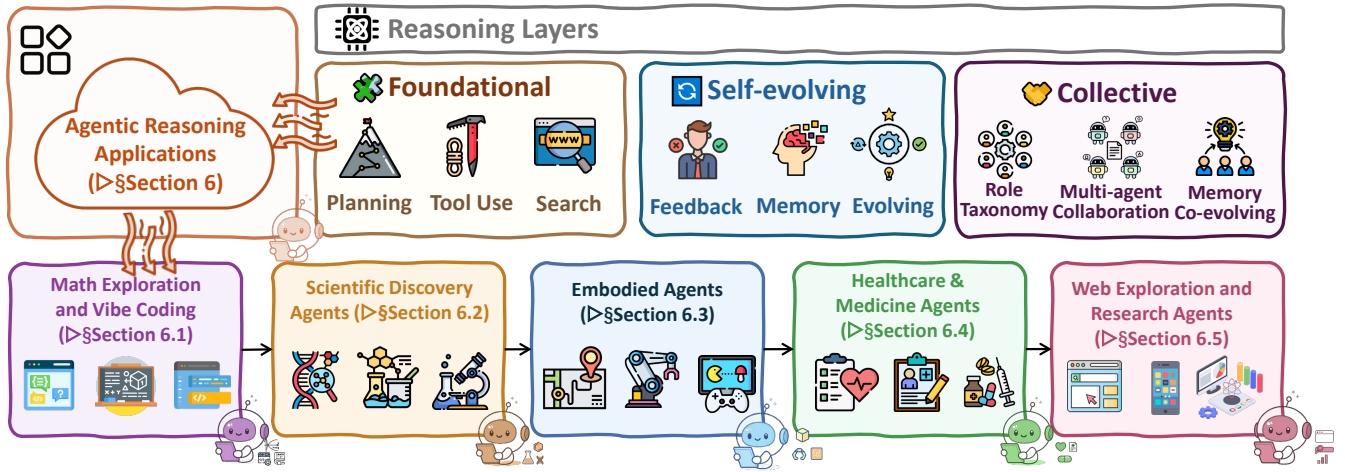 Reasoning Layers
Agentic Reasoning
Applications
(▷§Section 6)
Foundational
Planning
Tool Use
WWW
Search
Self-evolving
Feedback
Memory
Evolving
Collective
Role
Taxonomy
Multi-agent
Collaboration
Memory
Co-evolving
Math Exploration
and Vibe Coding
(▷§Section 6.1)
Scientific Discovery
Agents (▷§Section 6.2)
Embodied Agents
(▷§Section 6.3)
Healthcare &
Medicine Agents
(▷§Section 6.4)
Web Exploration and
Research Agents
(▷§Section 6.5)